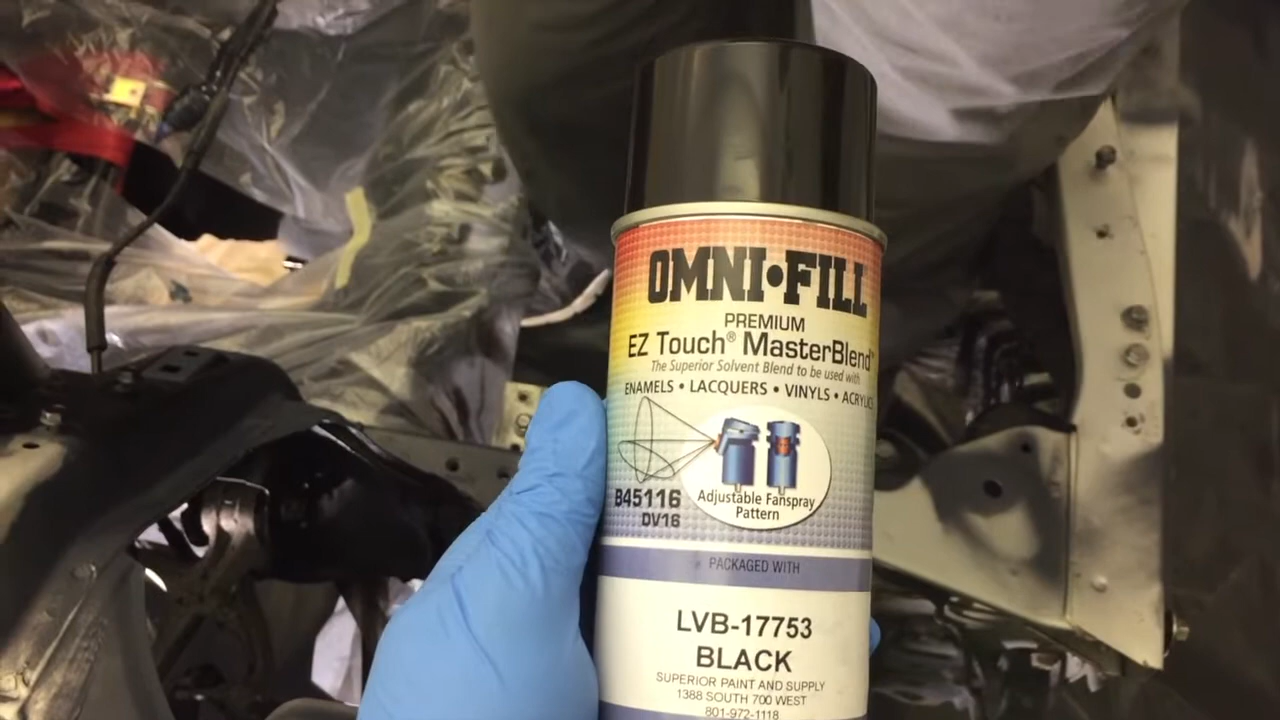 OMNI•FILL
PREMIUM
EZ Touch® MasterBlend™
The Superior Solvent Blend to be used with
ENAMELS • LACQUERS • VINYLS • ACRYLICS
B45116
DV16
Adjustable Fanspray
Pattern
PACKAGED WITH
LVB-17753
BLACK
SUPERIOR PAINT AND SUPPLY
1388 SOUTH 700 WEST
801-972-1118